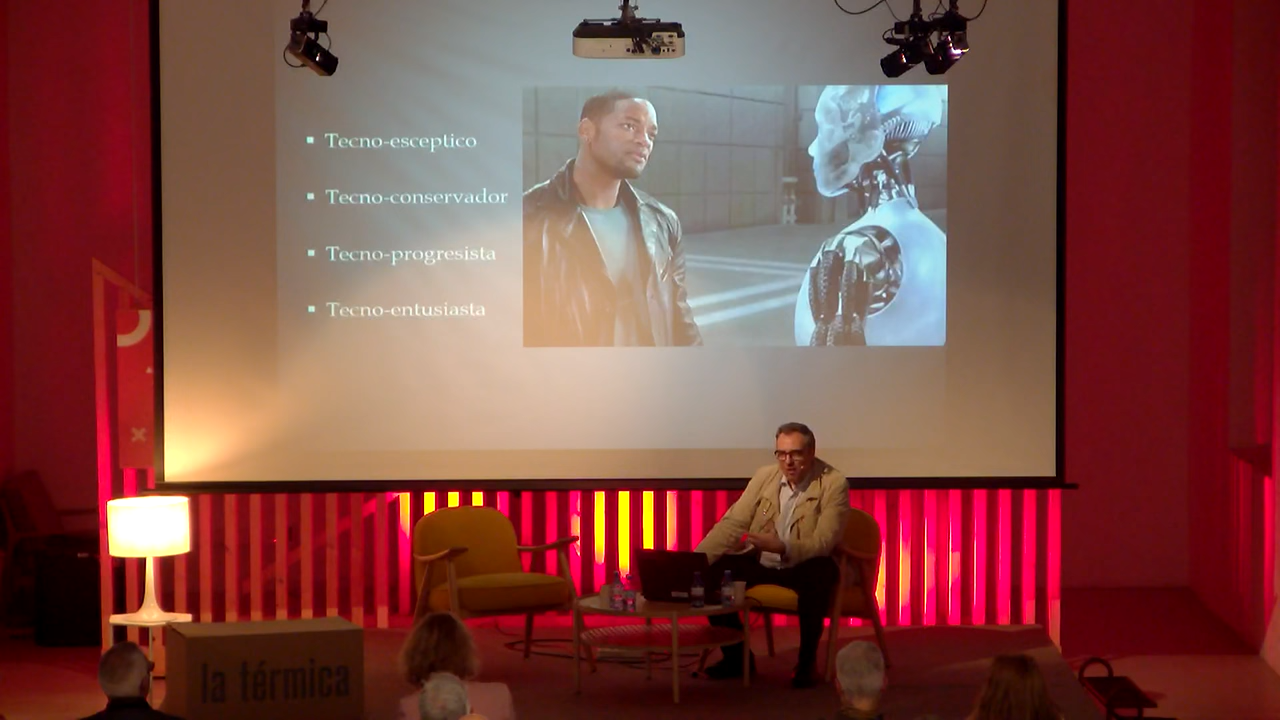 Tecno-esceptico
Tecno-conservador
Tecno-progresista
Tecno-entusiasta
la térmica